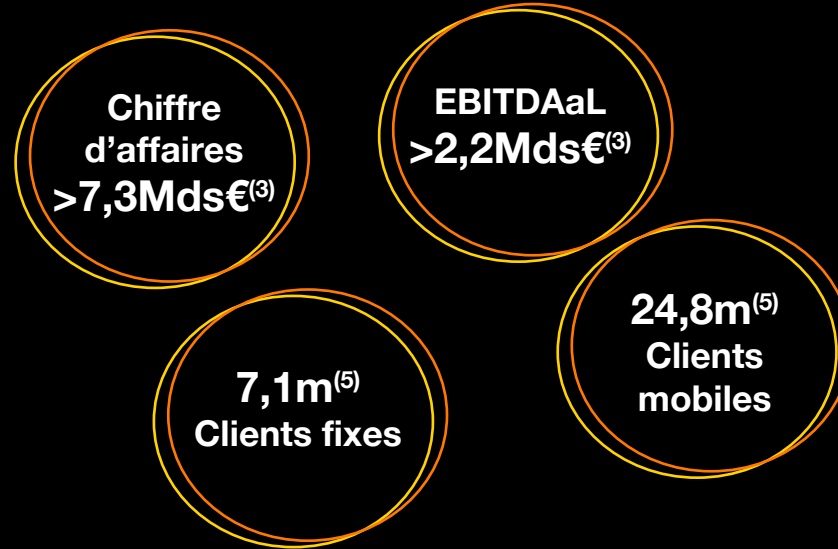 Chiffre
d'affaires
>7,3Mds€(3)
EBITDAaL
>2,2Mds€(3)
7,1m(5)
Clients fixes
24,8m(5)
Clients
mobiles